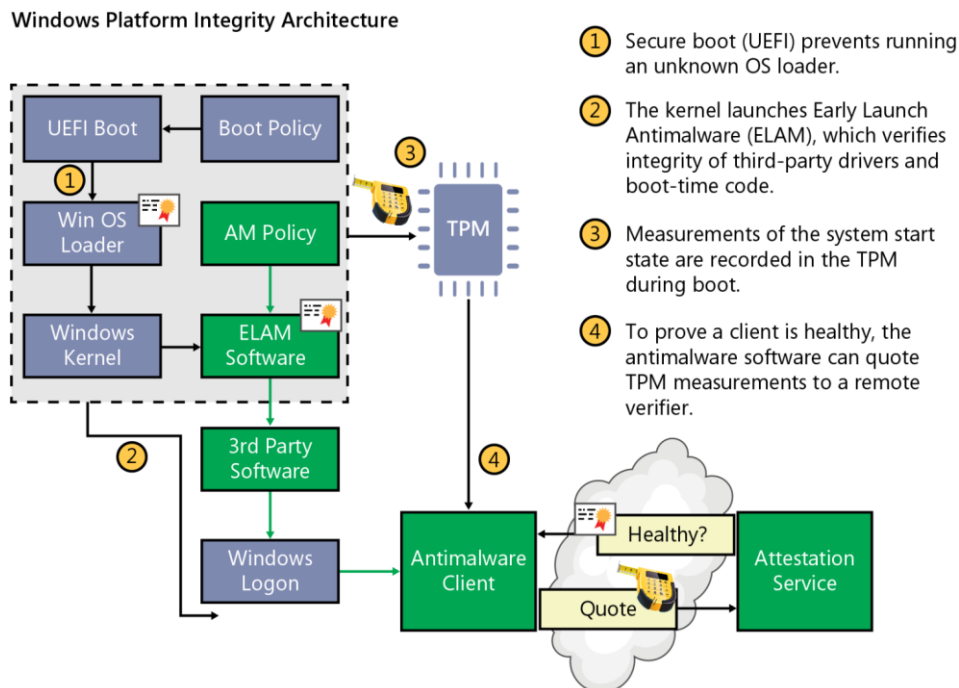 Windows Platform Integrity Architecture
UEFI Boot
Boot Policy
1
Win OS
Loader
AM Policy
Windows
Kernel
ELAM
Software
3
TPM
2
3rd Party
Software
Windows
Logon
4
Antimalware
Client
Healthy?
Quote
Attestation
Service
1 Secure boot (UEFI) prevents running
an unknown OS loader.
2 The kernel launches Early Launch
Antimalware (ELAM), which verifies
integrity of third-party drivers and
boot-time code.
3 Measurements of the system start
state are recorded in the TPM
during boot.
4 To prove a client is healthy, the
antimalware software can quote
TPM measurements to a remote
verifier.